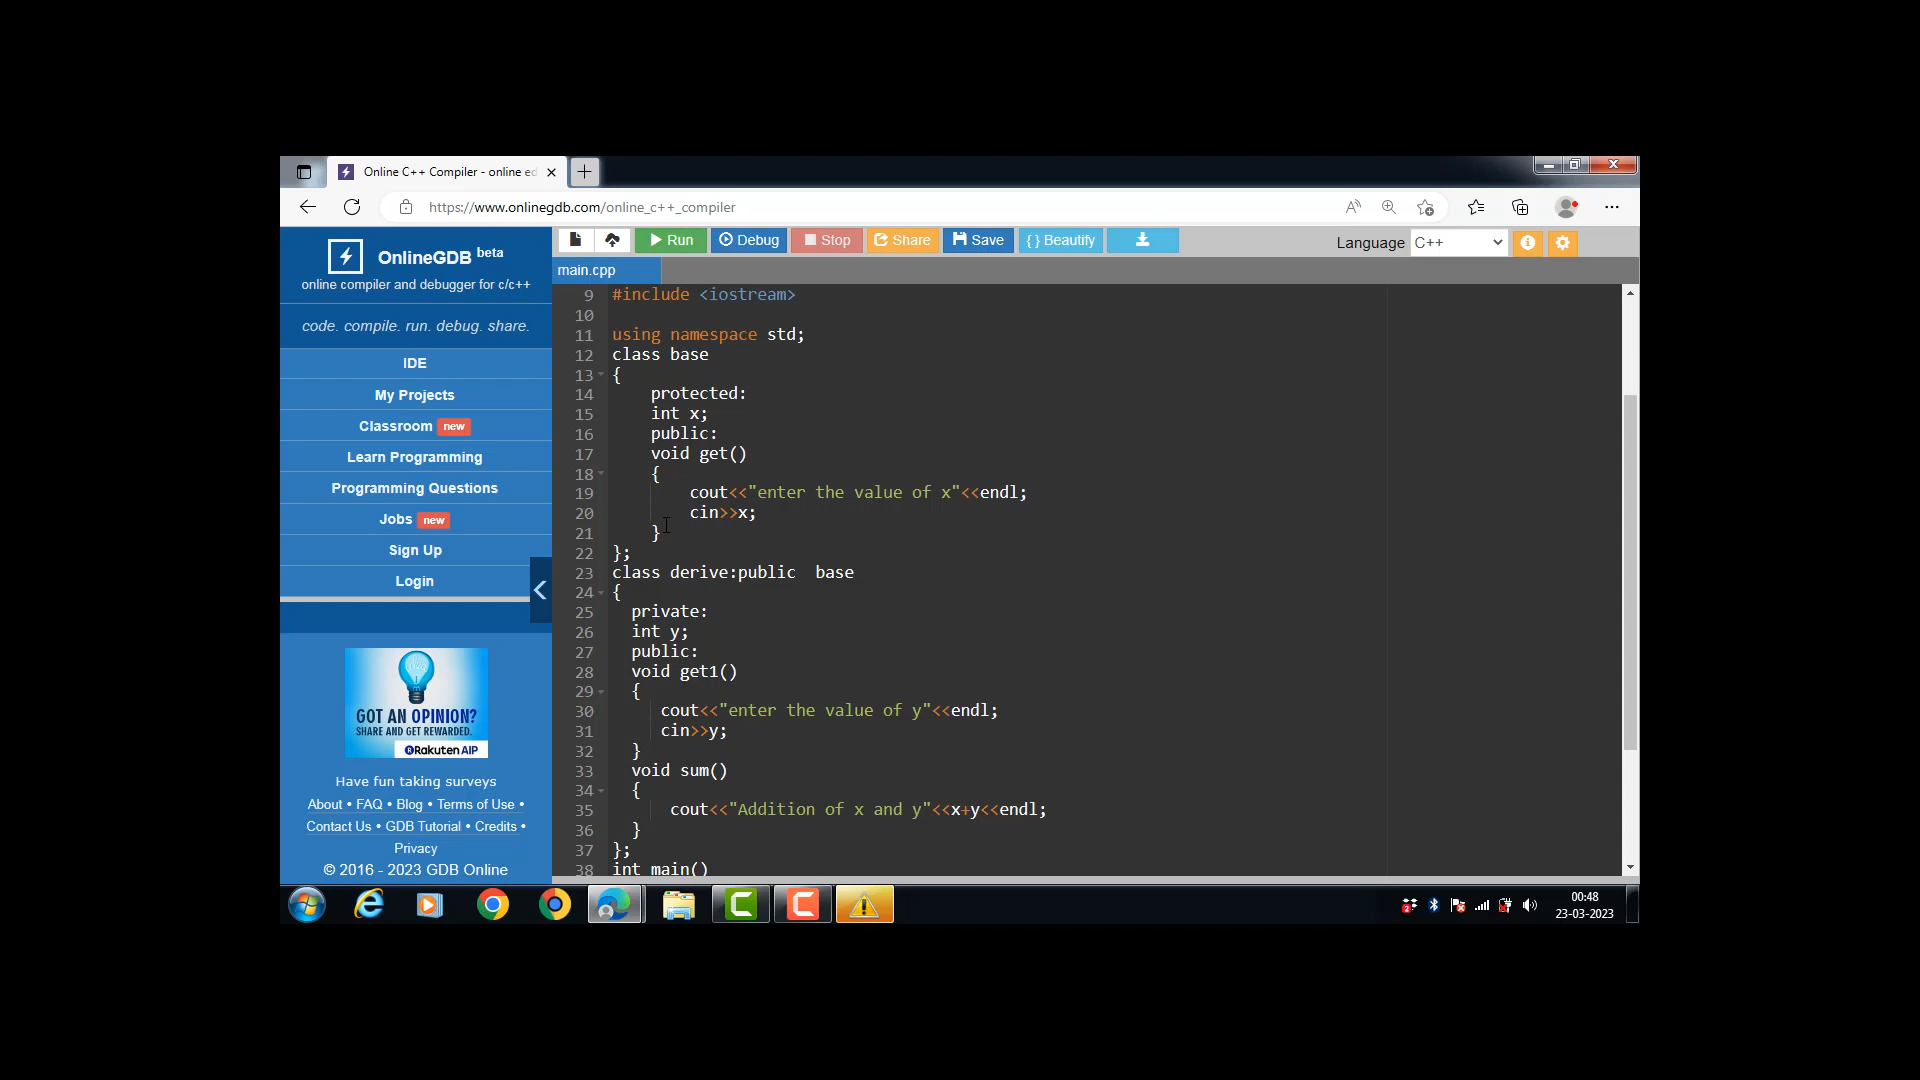 Online C++ Compiler - online ed
https://www.onlinegdb.com/online_c++_compiler
OnlineGDB beta
online compiler and debugger for c/c++
code. compile. run. debug. share.
IDE
My Projects
Classroom new
Learn Programming
Programming Questions
Jobs new
Sign Up
Login
GOT AN OPINION?
SHARE AND GET REWARDED.
Rakuten AIP
Have fun taking surveys
About • FAQ • Blog • Terms of Use •
Contact Us • GDB Tutorial • Credits •
Privacy
© 2016 - 2023 GDB Online
Run Debug Stop Share Save { } Beautify
Language C++
main.cpp
9 #include <iostream>
10
11 using namespace std;
12 class base
13 {
14 protected:
15 int x;
16 public:
17 void get()
18 {
19 cout<<"enter the value of x"<<endl;
20 cin>>x;
21 }
22 };
23 class derive:public  base
24 {
25 private:
26 int y;
27 public:
28 void get1()
29 {
30 cout<<"enter the value of y"<<endl;
31 cin>>y;
32 }
33 void sum()
34 {
35 cout<<"Addition of x and y"<<x+y<<endl;
36 }
37 };
38 int main()
00:48
23-03-2023